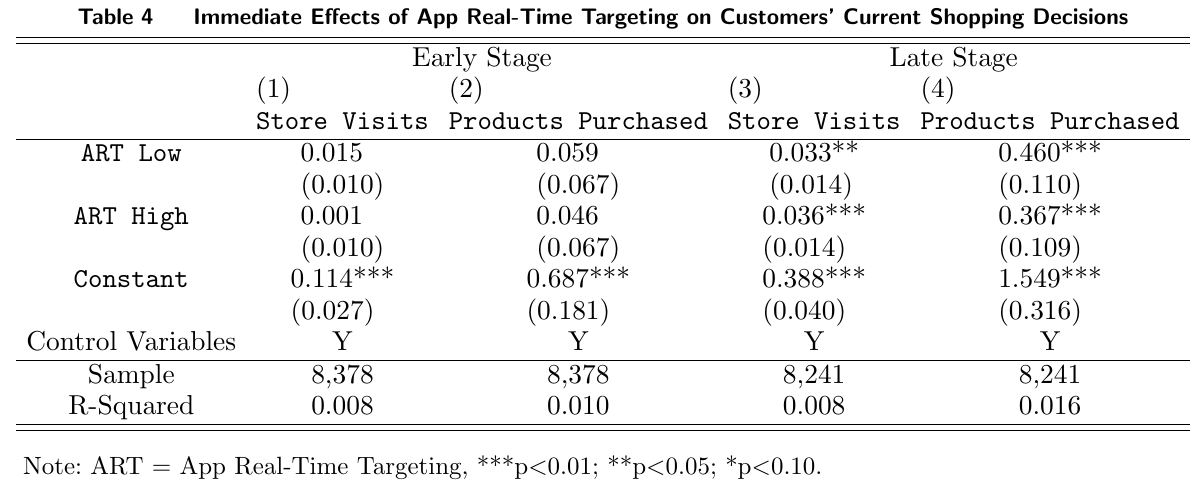 Table 4 Immediate Effects of App Real-Time Targeting on Customers' Current Shopping Decisions
Early Stage Late Stage
(1) (2) (3) (4)
Store Visits Products Purchased Store Visits Products Purchased
ART Low 0.015 0.059 0.033** 0.460***
(0.010) (0.067) (0.014) (0.110)
ART High 0.001 0.046 0.036*** 0.367***
(0.010) (0.067) (0.014) (0.109)
Constant 0.114*** 0.687*** 0.388*** 1.549***
(0.027) (0.181) (0.040) (0.316)
Control Variables Y Y Y Y
Sample 8,378 8,378 8,241 8,241
R-Squared 0.008 0.010 0.008 0.016
Note: ART = App Real-Time Targeting, ***p<0.01; **p<0.05; *p<0.10.